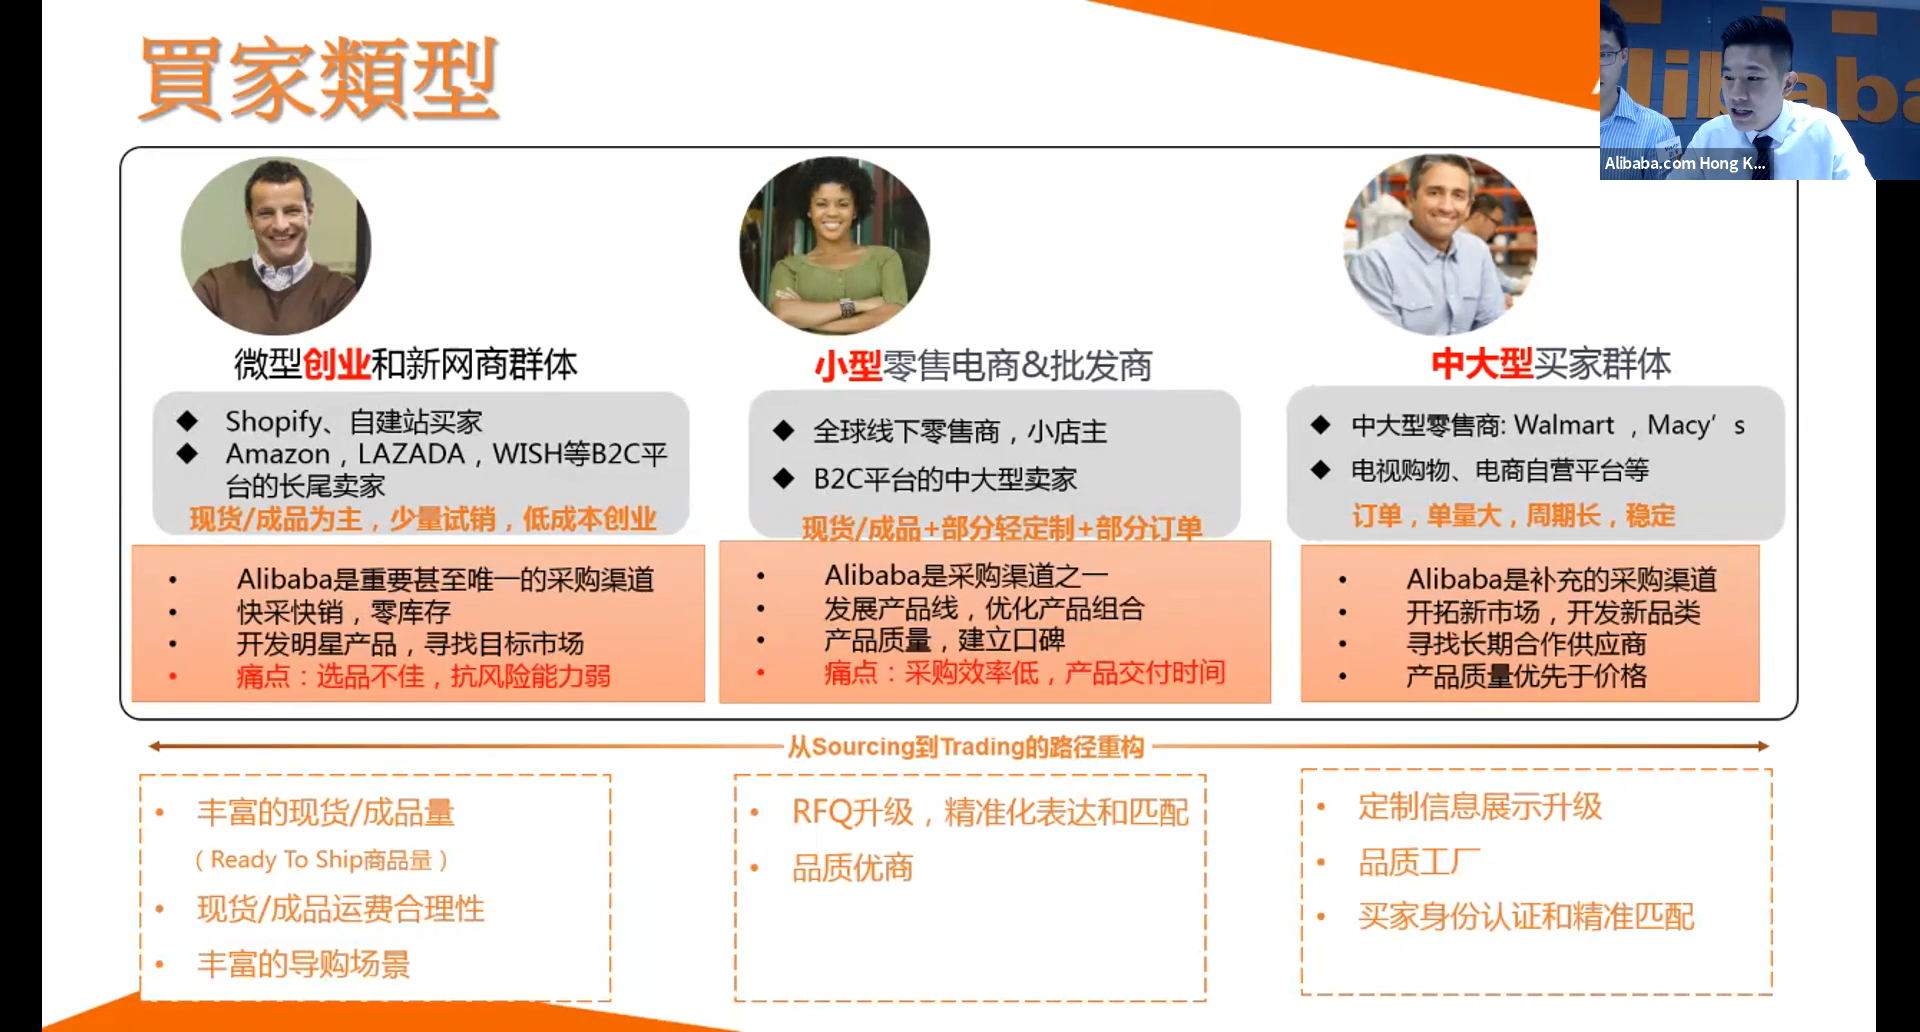 買家類型
Alibaba
Alibaba.com Hong K...
微型创业和新网商群体
◆ Shopify、自建站买家
◆ Amazon，LAZADA，WISH等B2C平
台的长尾卖家
现货/成品为主，少量试销，低成本创业
• Alibaba是重要甚至唯一的采购渠道
• 快采快销，零库存
• 开发明星产品，寻找目标市场
• 痛点：选品不佳，抗风险能力弱
小型零售电商&批发商
◆ 全球线下零售商，小店主
◆ B2C平台的中大型卖家
现货/成品+部分轻定制+部分订单
• Alibaba是采购渠道之一
• 发展产品线，优化产品组合
• 产品质量，建立口碑
• 痛点：采购效率低，产品交付时间
中大型买家群体
◆ 中大型零售商: Walmart ，Macy’s
◆ 电视购物、电商自营平台等
订单，单量大，周期长，稳定
• Alibaba是补充的采购渠道
• 开拓新市场，开发新品类
• 寻找长期合作供应商
• 产品质量优先于价格
从Sourcing到Trading的路径重构
• 丰富的现货/成品量
（Ready To Ship商品量）
• 现货/成品运费合理性
• 丰富的导购场景
• RFQ升级，精准化表达和匹配
• 品质优商
• 定制信息展示升级
• 品质工厂
• 买家身份认证和精准匹配